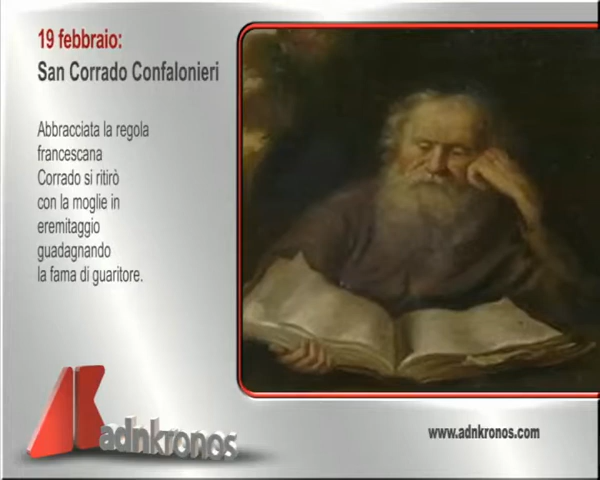 19 febbraio:
San Corrado Confalonieri
Abbracciata la regola
francescana
Corrado si ritirò
con la moglie in
eremitaggio
guadagnando
la fama di guaritore.
adnkronos
www.adnkronos.com